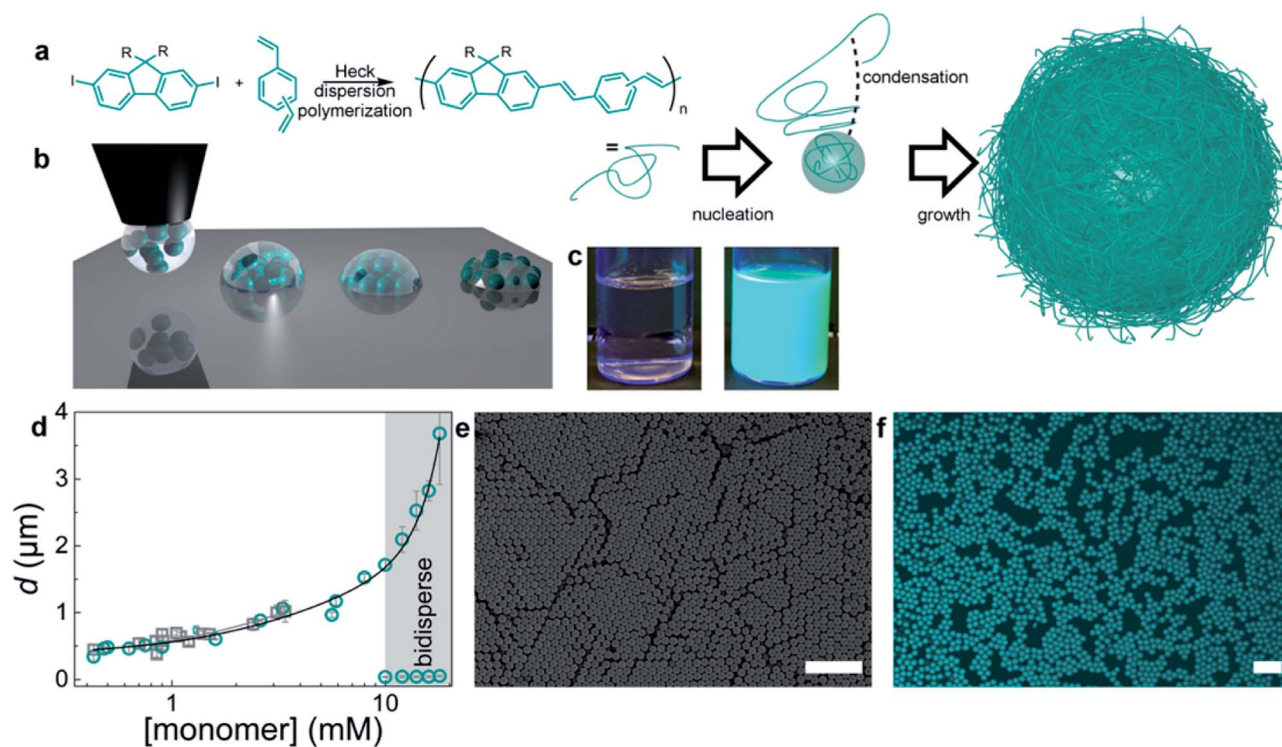 a
R R
I
I
+
Heck
dispersion
polymerization
R R
n
=
nucleation
condensation
growth
b
c
d
4
3
2
1
0
d (μm)
1
10
[monomer] (mM)
bidisperse
e
f